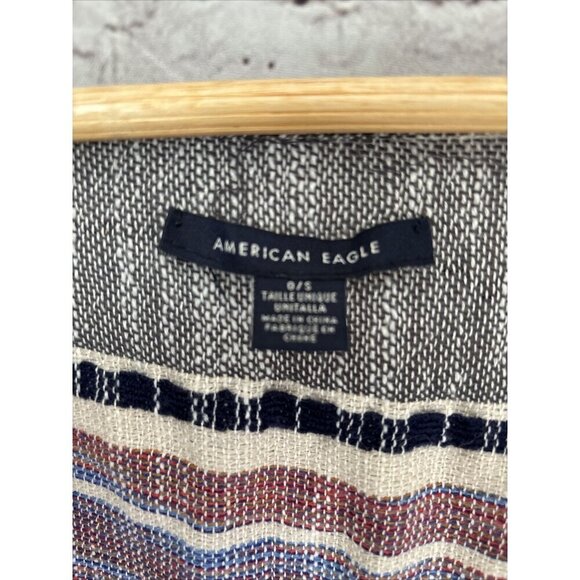 AMERICAN EAGLE
O/S
TAILLE UNIQUE
UNITALLA
MADE IN CHINA
FABRIQUÉ EN
CHINE